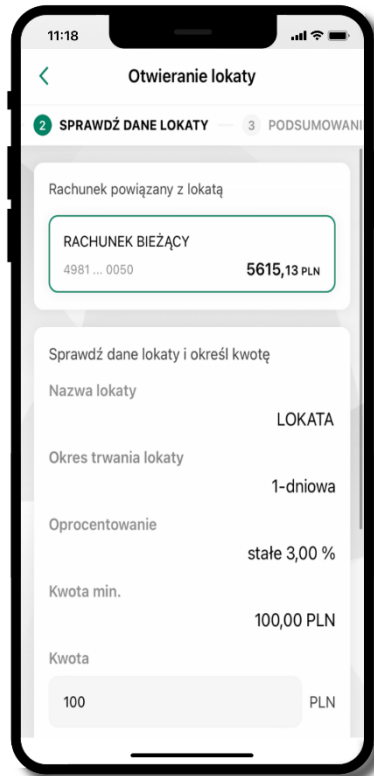 11:18
Otwieranie lokaty
2 SPRAWDŹ DANE LOKATY 3 PODSUMOWANI
Rachunek powiązany z lokatą
RACHUNEK BIEŻĄCY
4981 ... 0050 5615,13 PLN
Sprawdź dane lokaty i określ kwotę
Nazwa lokaty
LOKATA
Okres trwania lokaty
1-dniowa
Oprocentowanie
stałe 3,00 %
Kwota min.
100,00 PLN
Kwota
100 PLN